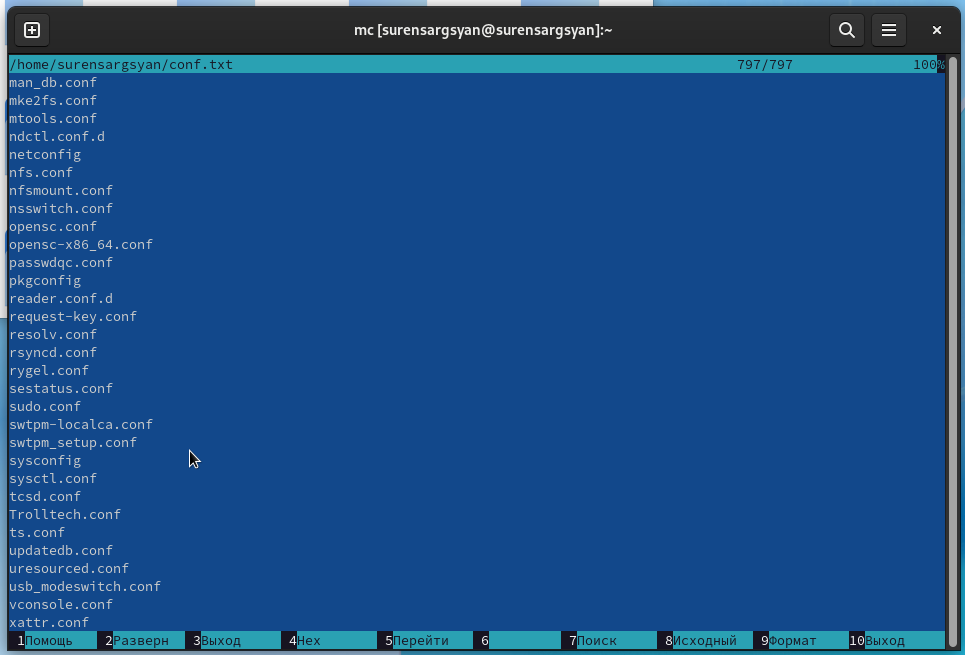 mc [surensargsyan@surensargsyan]:~
/home/surensargsyan/conf.txt 797/797 100%
man_db.conf
mke2fs.conf
mtools.conf
ndctl.conf.d
netconfig
nfs.conf
nfsmount.conf
nsswitch.conf
opensc.conf
opensc-x86_64.conf
passwdqc.conf
pkgconfig
reader.conf.d
request-key.conf
resolv.conf
rsyncd.conf
rygel.conf
sestatus.conf
sudo.conf
swtpm-localca.conf
swtpm_setup.conf
sysconfig
sysctl.conf
tcsd.conf
Trolltech.conf
ts.conf
updatedb.conf
uresourced.conf
usb_modeswitch.conf
vconsole.conf
xattr.conf
1Помощь 2Разверн 3Выход 4Hex 5Перейти 6 7Поиск 8Исходный 9Формат 10Выход